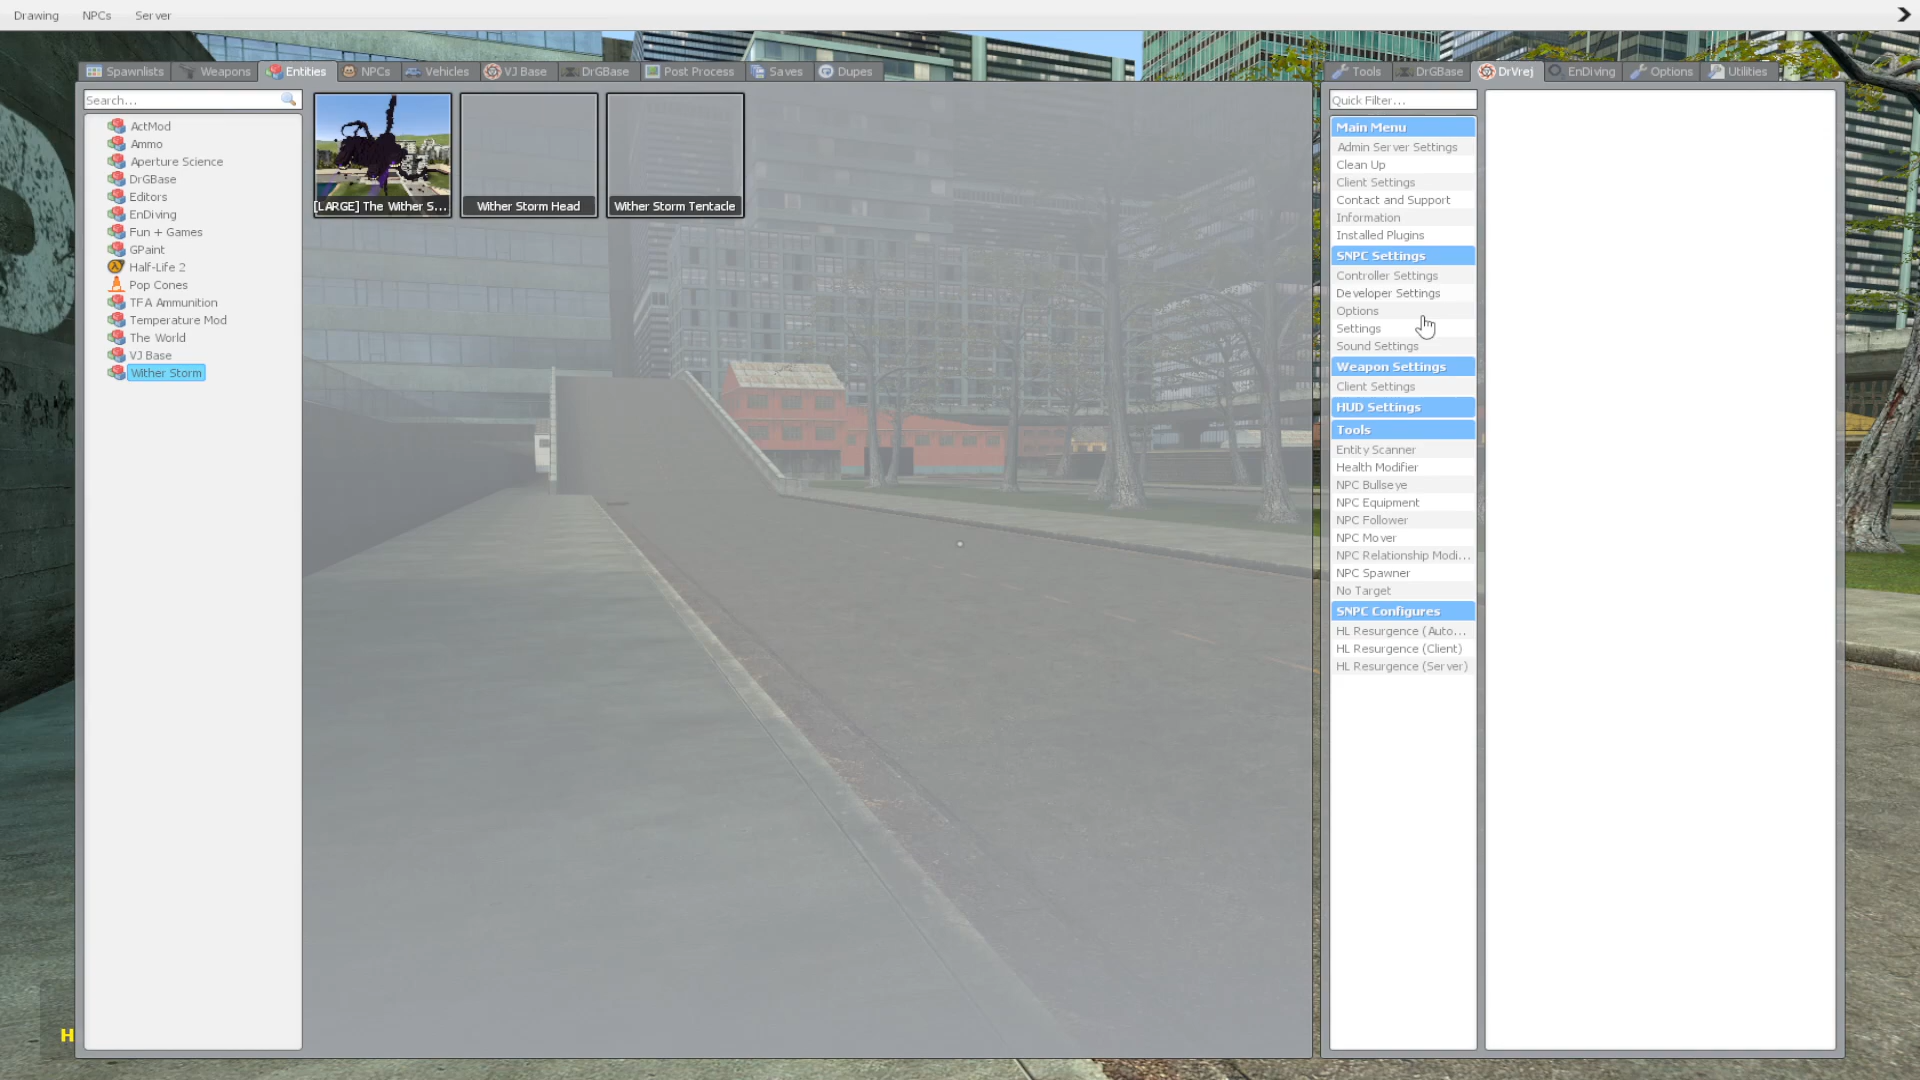 Drawing NPCs Server
Spawnlists Weapons Entities NPCs Vehicles VJ Base DrGBase Post Process Saves Dupes
Search...
ActMod
Ammo
Aperture Science
DrGBase
Editors
EnDiving
Fun + Games
GPaint
Half-Life 2
Pop Cones
TFA Ammunition
Temperature Mod
The World
VJ Base
Wither Storm
[LARGE] The Wither S...
Wither Storm Head
Wither Storm Tentacle
H
Tools DrGBase DrVrej EnDiving Options Utilities
Quick Filter...
Main Menu
Admin Server Settings
Clean Up
Client Settings
Contact and Support
Information
Installed Plugins
SNPC Settings
Controller Settings
Developer Settings
Options
Settings
Sound Settings
Weapon Settings
Client Settings
HUD Settings
Tools
Entity Scanner
Health Modifier
NPC Bullseye
NPC Equipment
NPC Follower
NPC Mover
NPC Relationship Modi...
NPC Spawner
No Target
SNPC Configures
HL Resurgence (Auto...
HL Resurgence (Client)
HL Resurgence (Server)